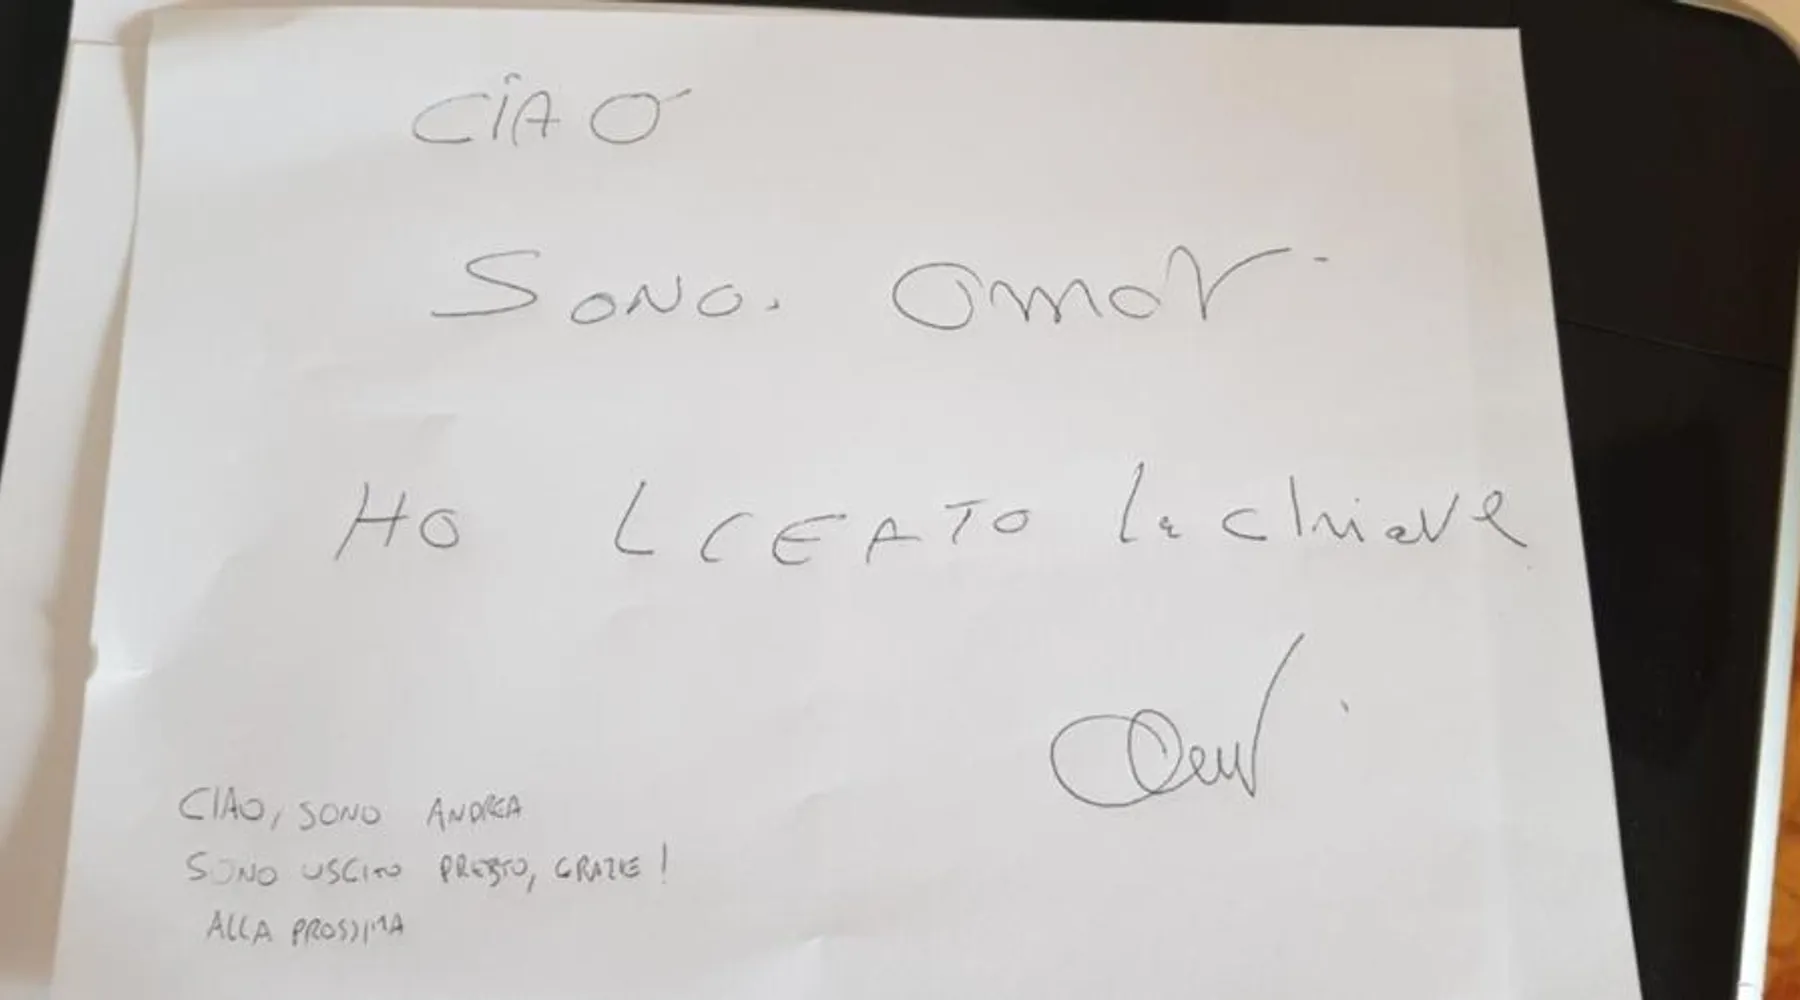 CIAO
SONO. Omar.
HO LCEATO la chiave
CIAO, SONO ANDREA
SONO USCITO PRESTO, GRAZIE!
ALLA PROSSIMA